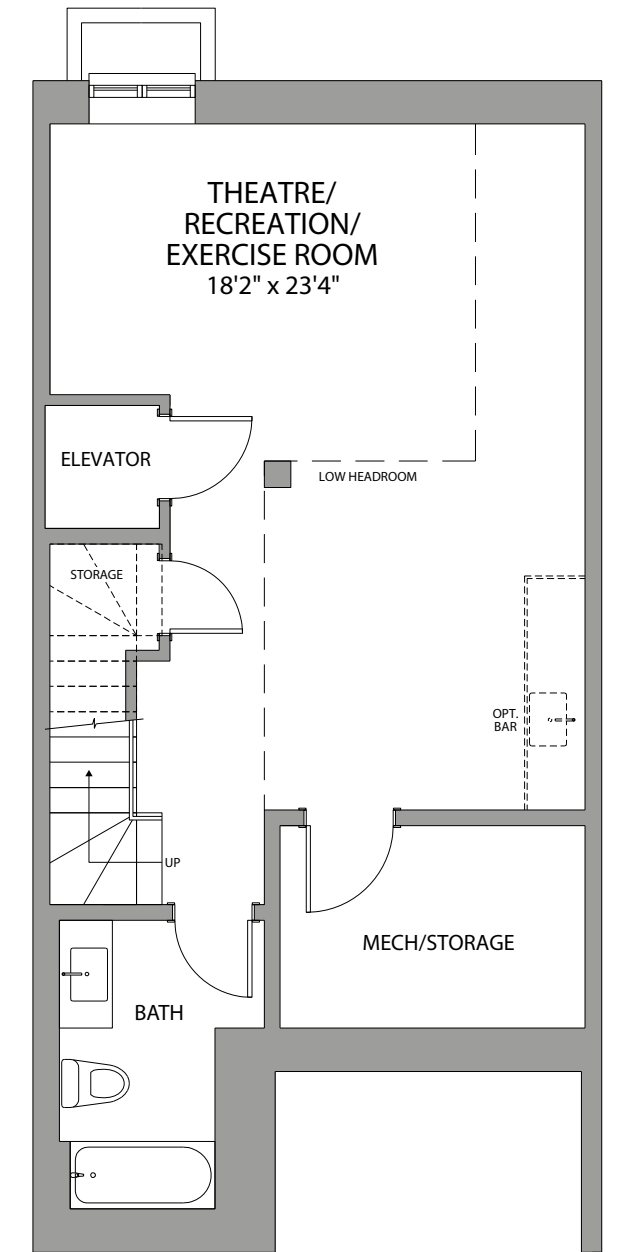 THEATRE/
RECREATION/
EXERCISE ROOM
18'2" x 23'4"
ELEVATOR
LOW HEADROOM
STORAGE
OPT.
BAR
UP
MECH/STORAGE
BATH